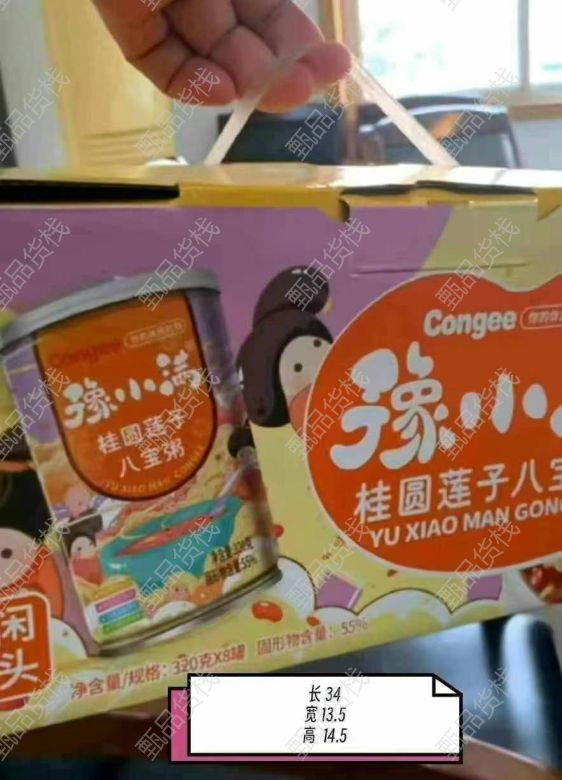 Congee
豫小满
桂圆莲子八宝
YU XIAO MAN GON
Congee
豫小满
桂圆莲子
八宝粥
YU XIAO MAN CON
闲
头
净含量/规格：320克X8罐 固形物含量：55%
长 34
宽 13.5
高 14.5
甄品货栈